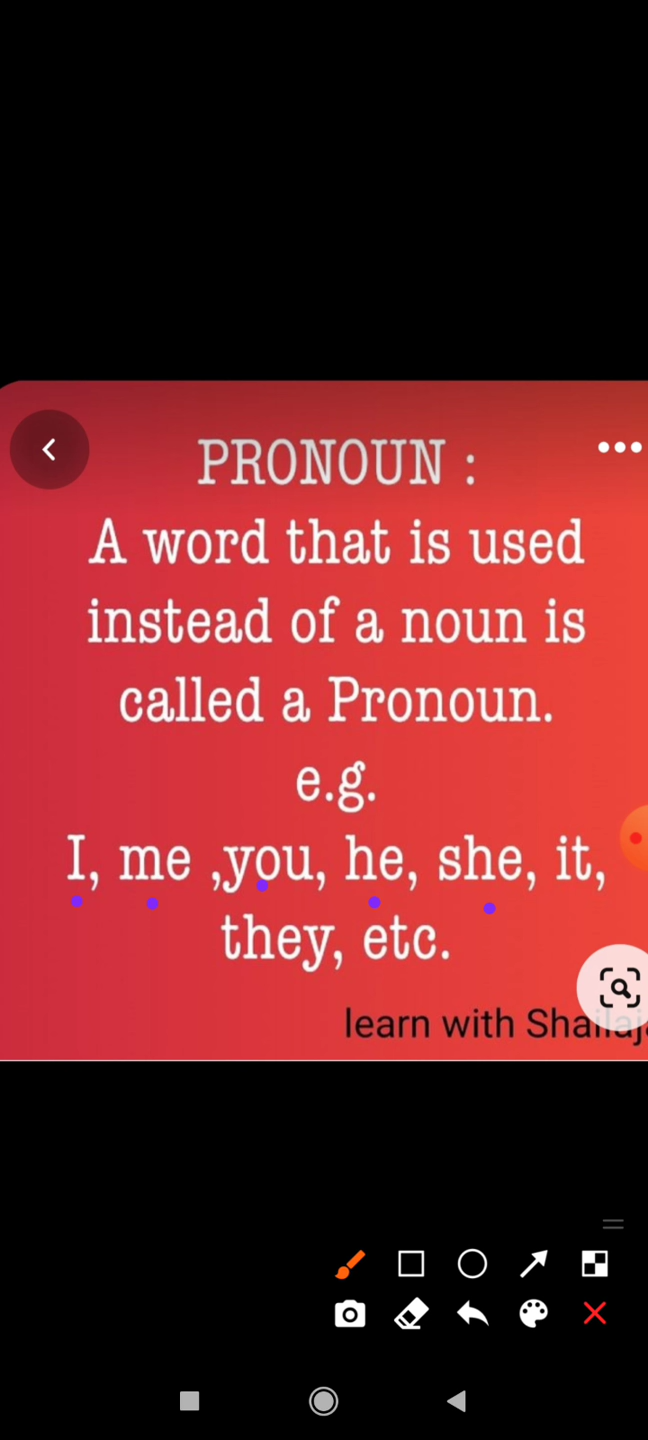 PRONOUN :
A word that is used
instead of a noun is
called a Pronoun.
e.g.
I, me ,you, he, she, it,
they, etc.
learn with Shailaja